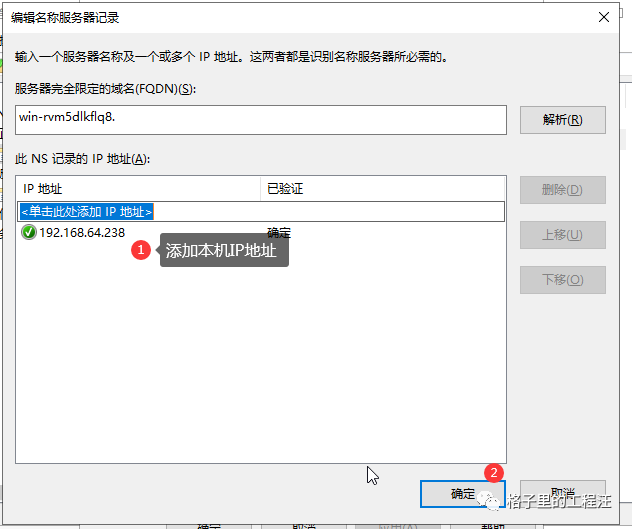 编辑名称服务器记录
输入一个服务器名称及一个或多个 IP 地址。这两者都是识别名称服务器所必需的。
服务器完全限定的域名(FQDN)(S):
win-rvm5dlkflq8.
解析(R)
此 NS 记录的 IP 地址(A):
IP 地址 已验证
删除(D)
<单击此处添加 IP 地址>
192.168.64.238 确定
上移(U)
1 添加本机IP地址
下移(O)
2
确定 取消
格子里的工程汪